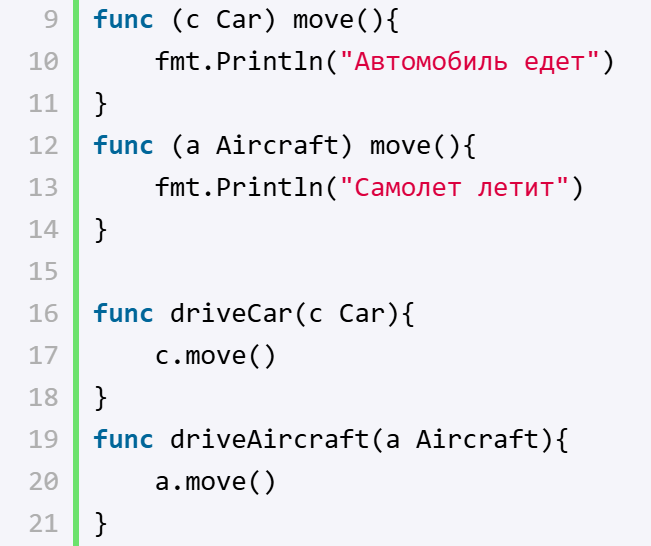 9 func (c Car) move(){
10     fmt.Println("Автомобиль едет")
11 }
12 func (a Aircraft) move(){
13     fmt.Println("Самолет летит")
14 }
15
16 func driveCar(c Car){
17     c.move()
18 }
19 func driveAircraft(a Aircraft){
20     a.move()
21 }